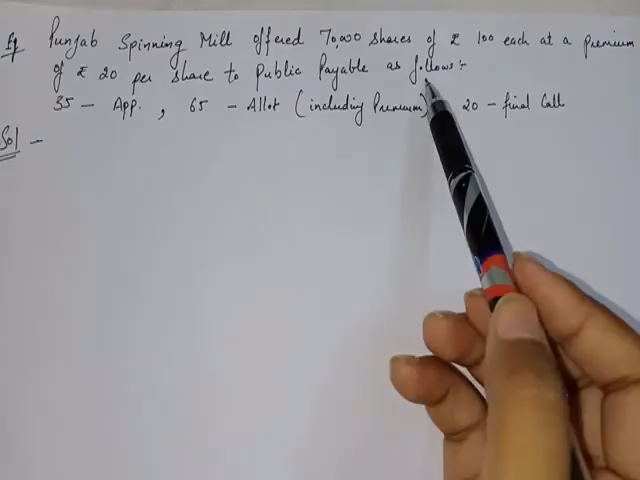 Eg Punjab Spinning Mill offered 70,000 shares of ₹ 100 each at a premium
of ₹ 20 per share to Public Payable as follows:-
35 - App. , 65 - Allot (including Premium) 20 - final Call
Sol -